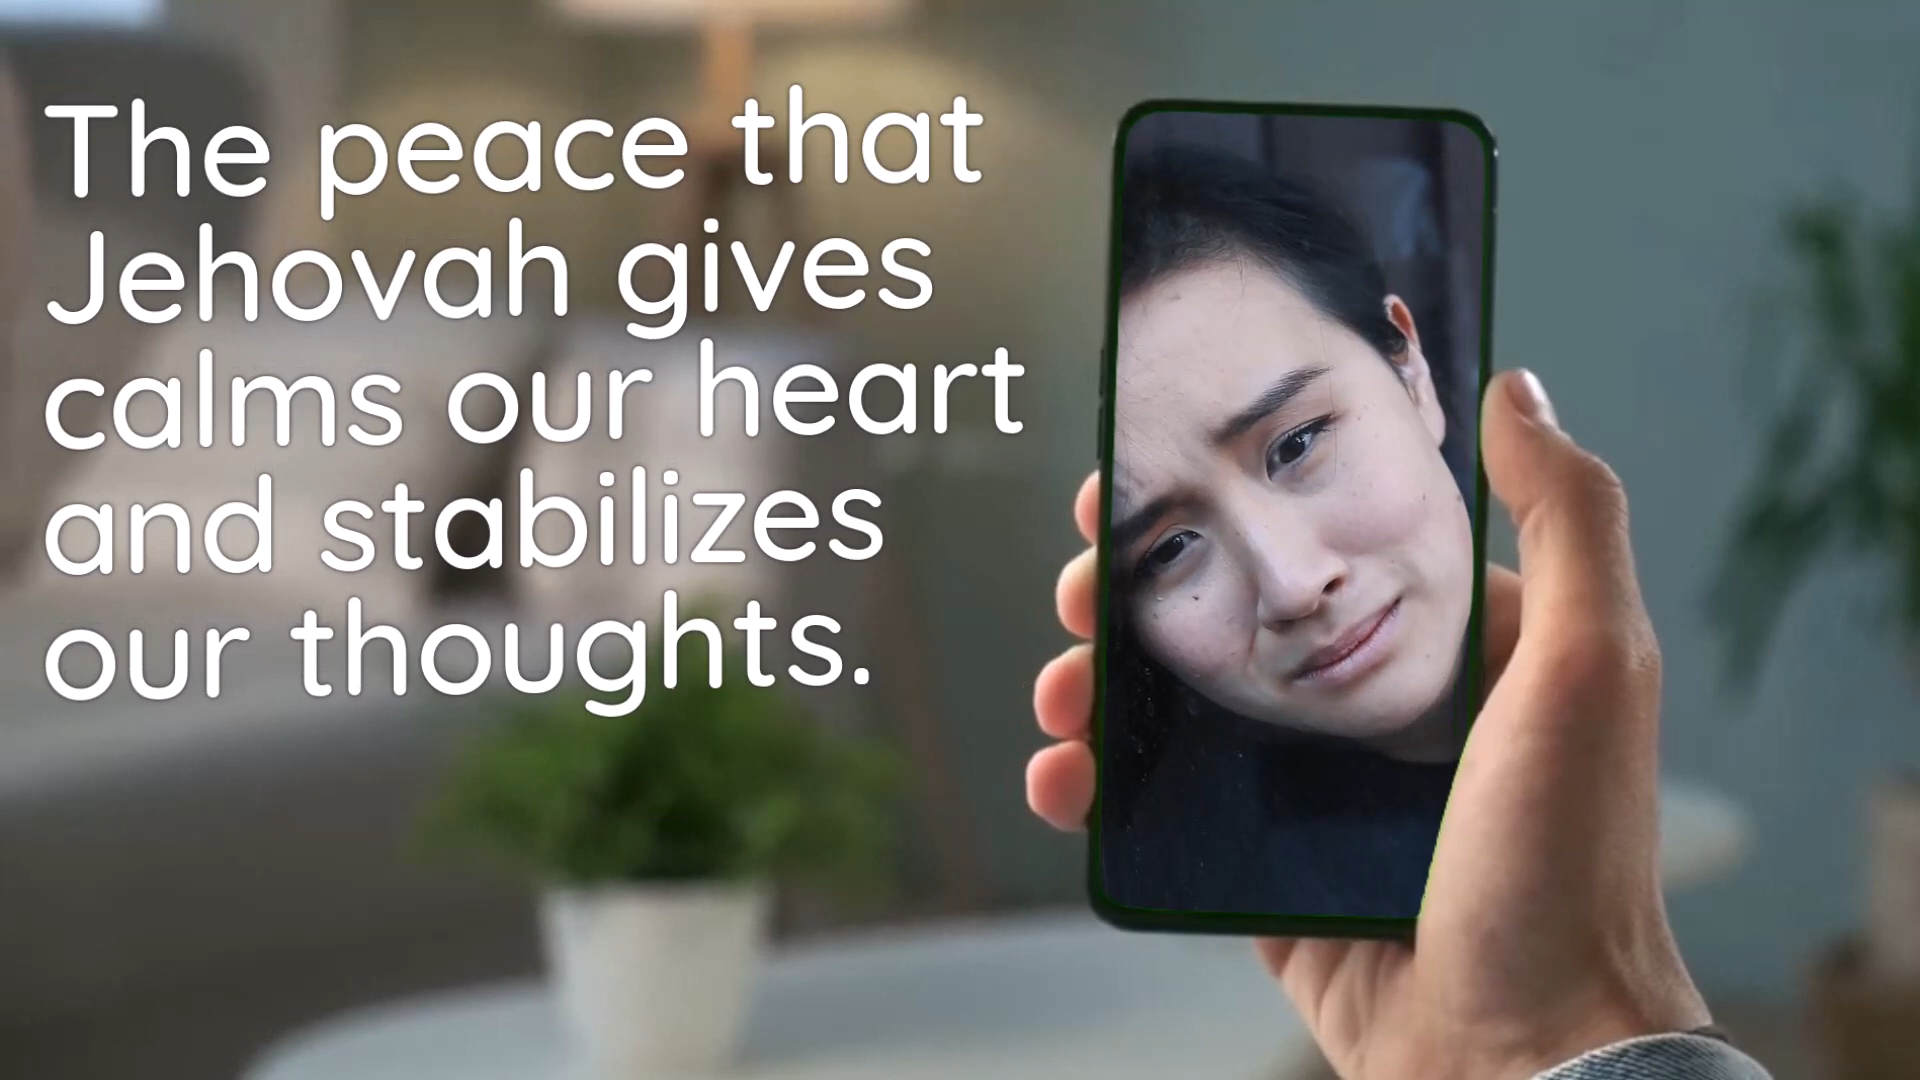 The peace that
Jehovah gives
calms our heart
and stabilizes
our thoughts.